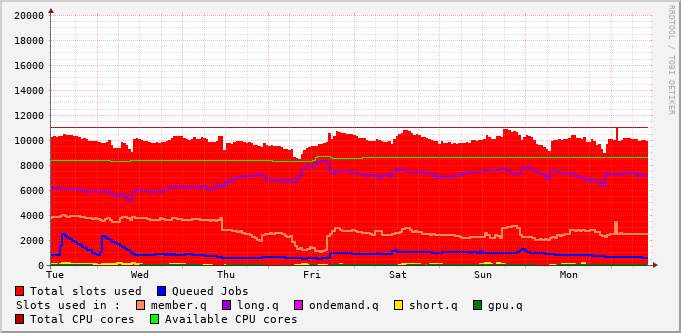 RRDTOOL / TOBI OETIKER
20000
18000
16000
14000
12000
10000
8000
6000
4000
2000
0
Tue Wed Thu Fri Sat Sun Mon
Total slots used Queued Jobs
Slots used in : member.q long.q ondemand.q short.q gpu.q
Total CPU cores Available CPU cores